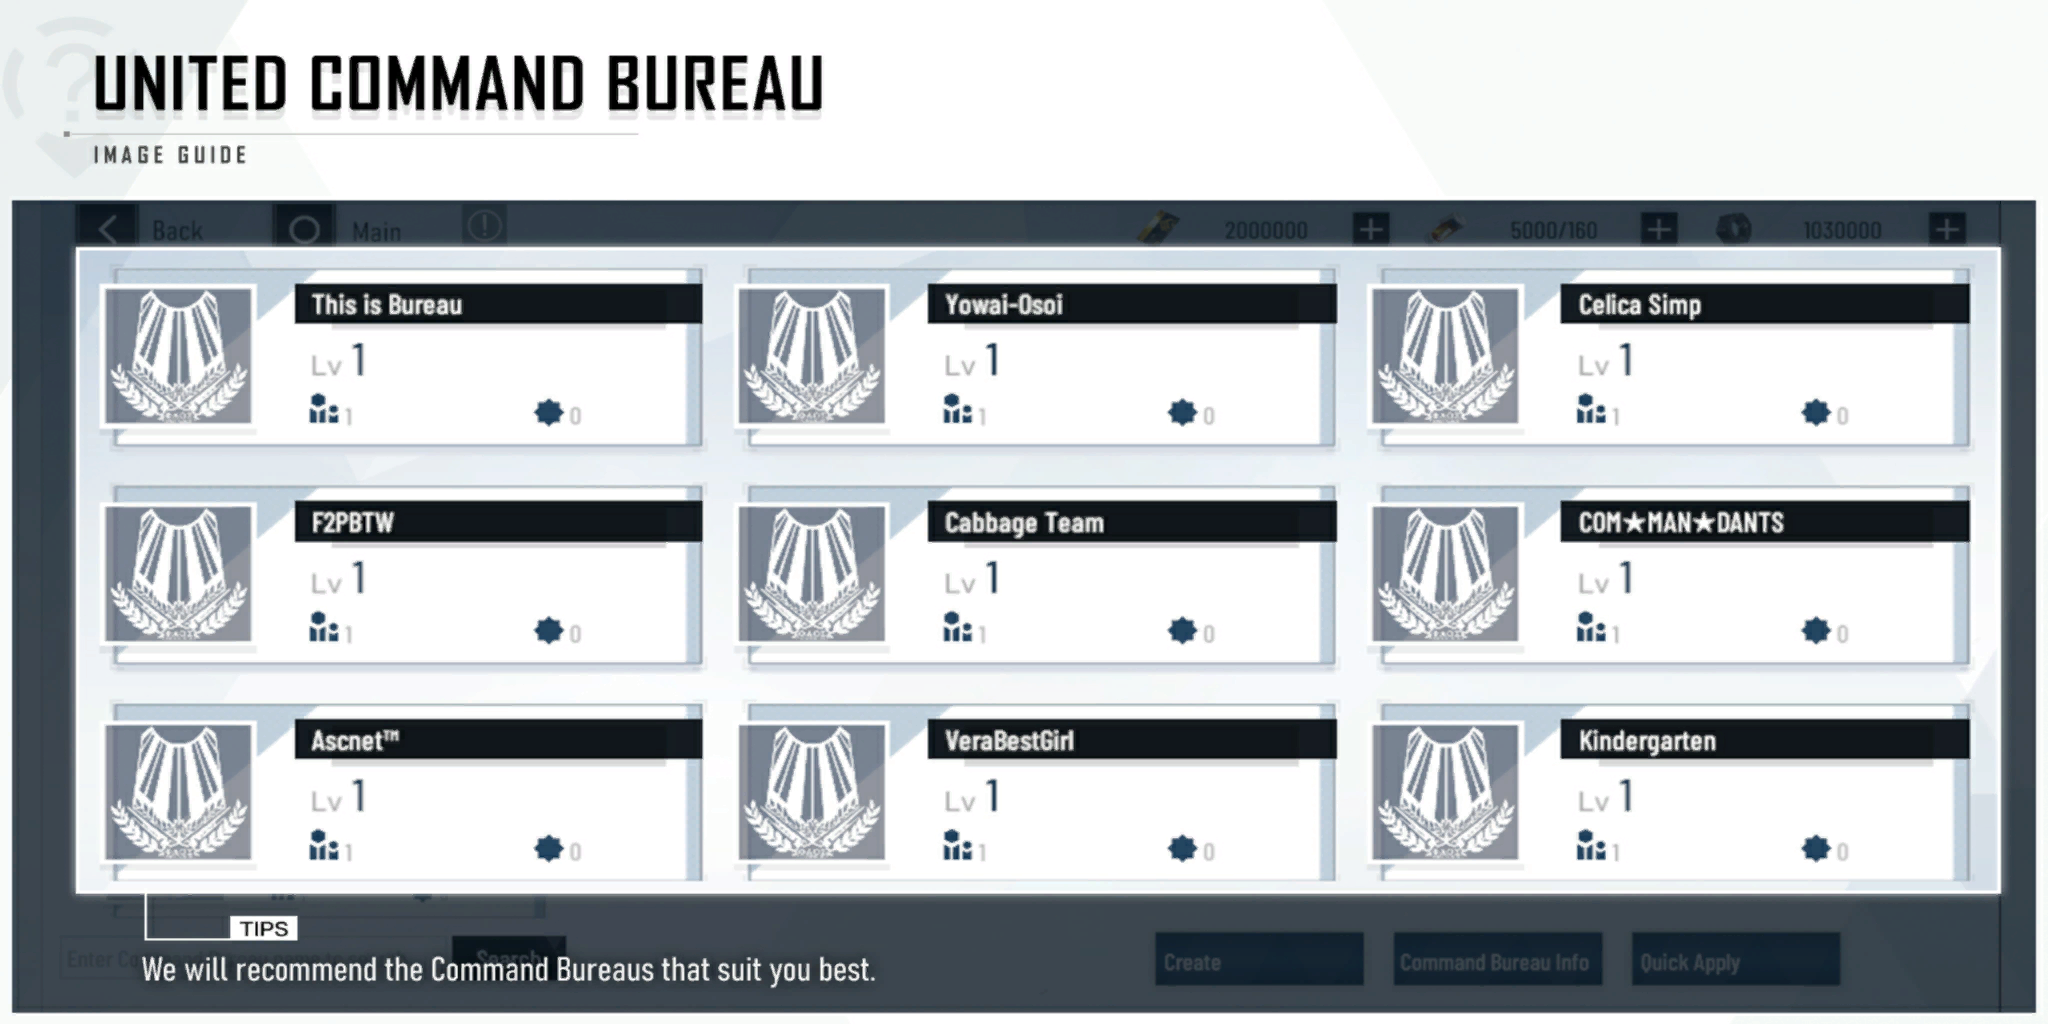 UNITED COMMAND BUREAU
IMAGE GUIDE
Back Main 2000000 5000/160 1030000
This is Bureau Yowai-Osoi Celica Simp
Lv 1 Lv 1 Lv 1
1 0 1 0 1 0
F2PBTW Cabbage Team COM★MAN★DANTS
Lv 1 Lv 1 Lv 1
1 0 1 0 1 0
Ascnet™ VeraBestGirl Kindergarten
Lv 1 Lv 1 Lv 1
1 0 1 0 1 0
TIPS
Enter Search Create Command Bureau Info Quick Apply
We will recommend the Command Bureaus that suit you best.